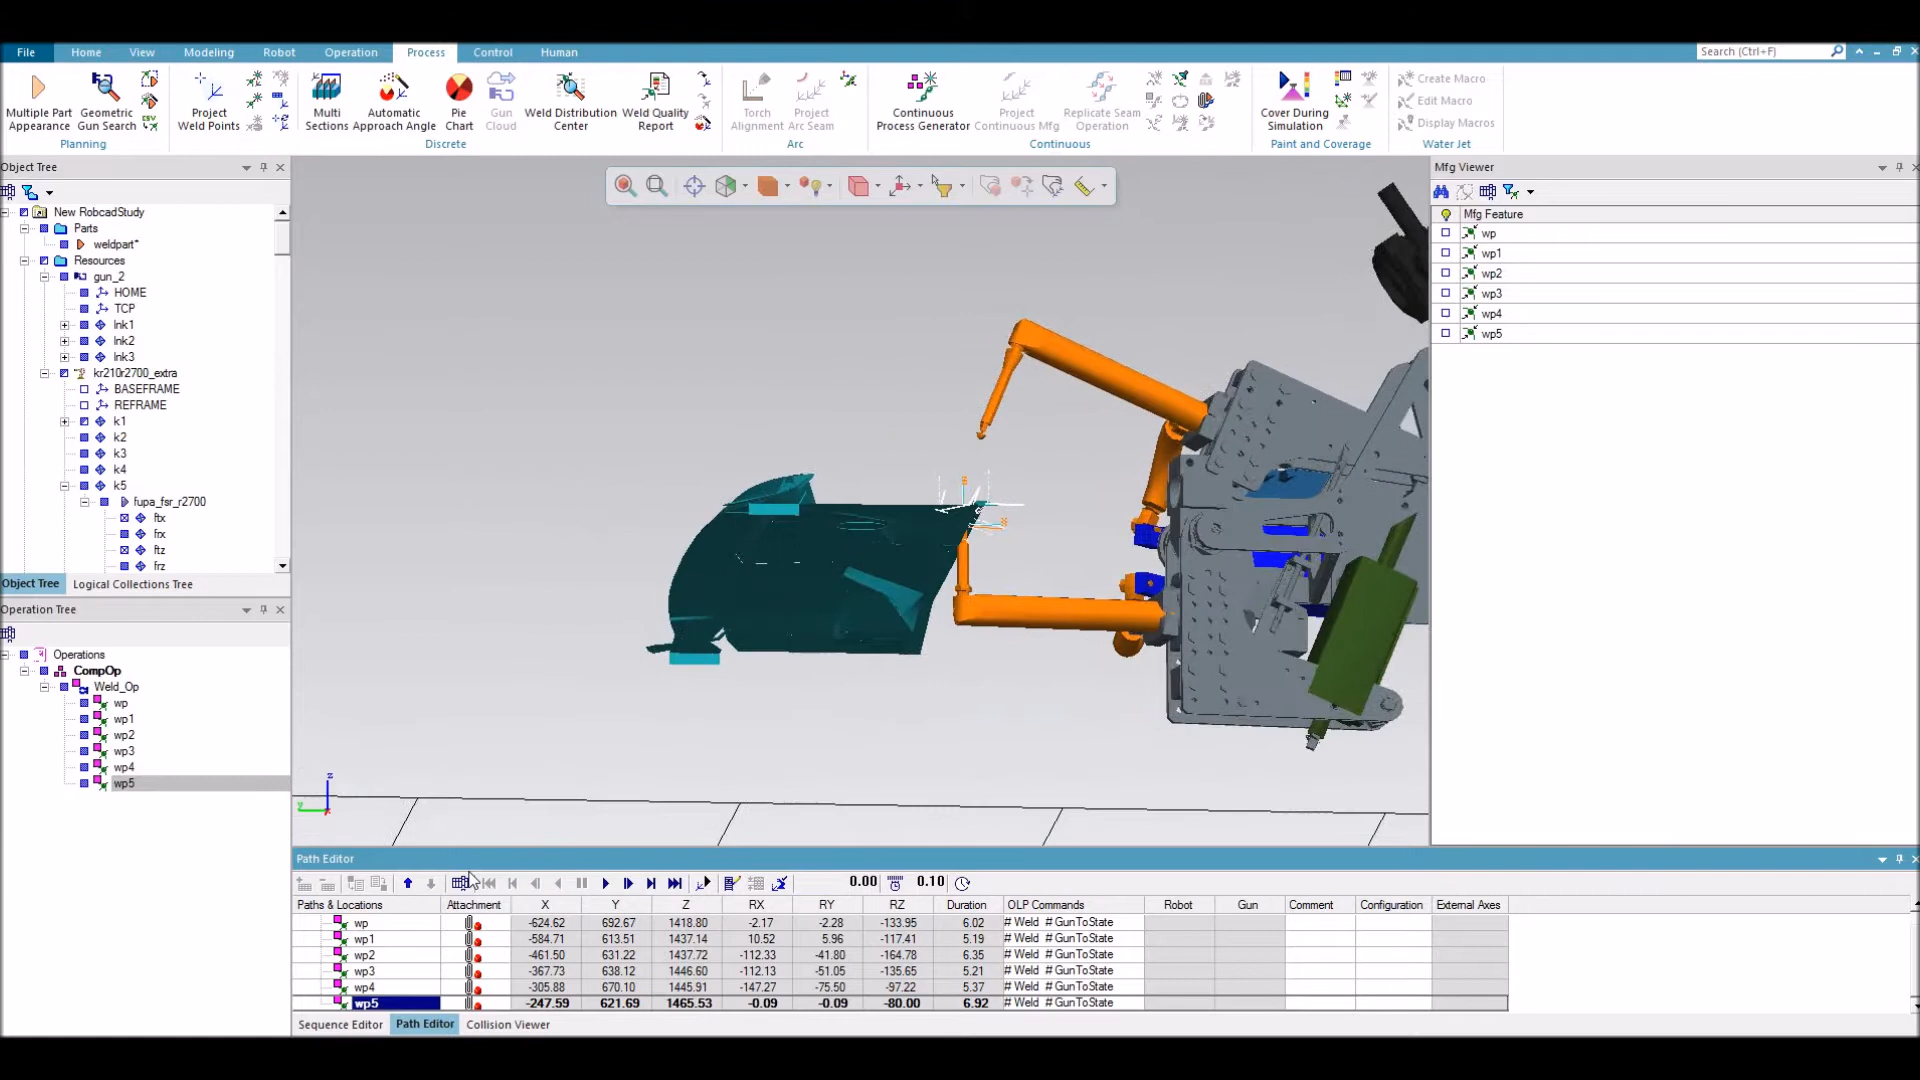 File Home View Modeling Robot Operation Process Control Human Search (Ctrl+F)
Multiple Part Appearance
Geometric Gun Search
CSV
Project Weld Points
Multi Sections
Automatic Approach Angle
Pie Chart
Gun Cloud
Weld Distribution Center
Weld Quality Report
Torch Alignment
Project Arc Seam
Continuous Process Generator
Project Continuous Mfg
Replicate Seam Operation
Cover During Simulation
Create Macro
Edit Macro
Display Macros
Planning Discrete Arc Continuous Paint and Coverage Water Jet
Object Tree
New RobcadStudy
Parts
weldpart*
Resources
gun_2
HOME
TCP
lnk1
lnk2
lnk3
kr210r2700_extra
BASEFRAME
REFRAME
k1
k2
k3
k4
k5
fupa_fsr_r2700
ftx
frx
ftz
frz
Object Tree Logical Collections Tree
Operation Tree
Operations
CompOp
Weld_Op
wp
wp1
wp2
wp3
wp4
wp5
Mfg Viewer
Mfg Feature
wp
wp1
wp2
wp3
wp4
wp5
z
Path Editor
0.00 0.10
Paths & Locations Attachment X Y Z RX RY RZ Duration OLP Commands Robot Gun Comment Configuration External Axes
wp -624.62 692.67 1418.80 -2.17 -2.28 -133.95 6.02 # Weld # GunToState
wp1 -584.71 613.51 1437.14 10.52 5.96 -117.41 5.19 # Weld # GunToState
wp2 -461.50 631.22 1437.72 -112.33 -41.80 -164.78 6.35 # Weld # GunToState
wp3 -367.73 638.12 1446.60 -112.13 -51.05 -135.65 5.21 # Weld # GunToState
wp4 -305.88 670.10 1445.91 -147.27 -75.50 -97.22 5.37 # Weld # GunToState
wp5 -247.59 621.69 1465.53 -0.09 -0.09 -80.00 6.92 # Weld # GunToState
Sequence Editor Path Editor Collision Viewer